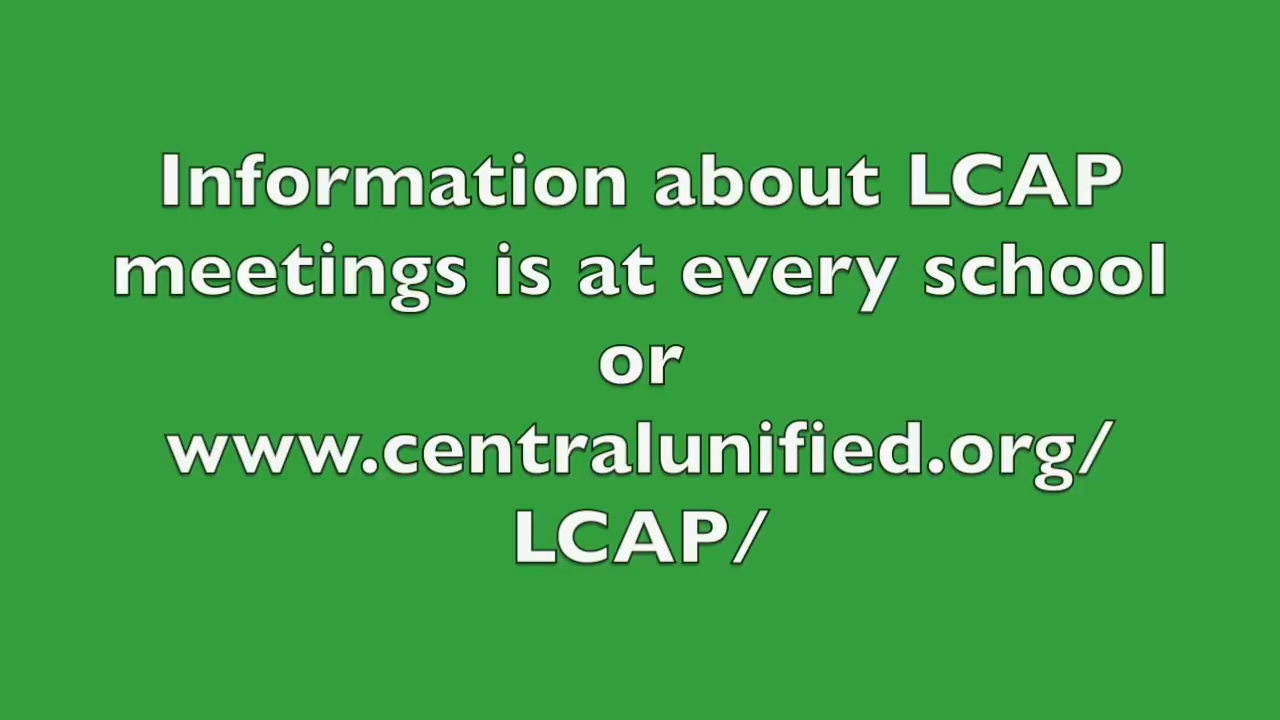 Information about LCAP
meetings is at every school
or
www.centralunified.org/
LCAP/